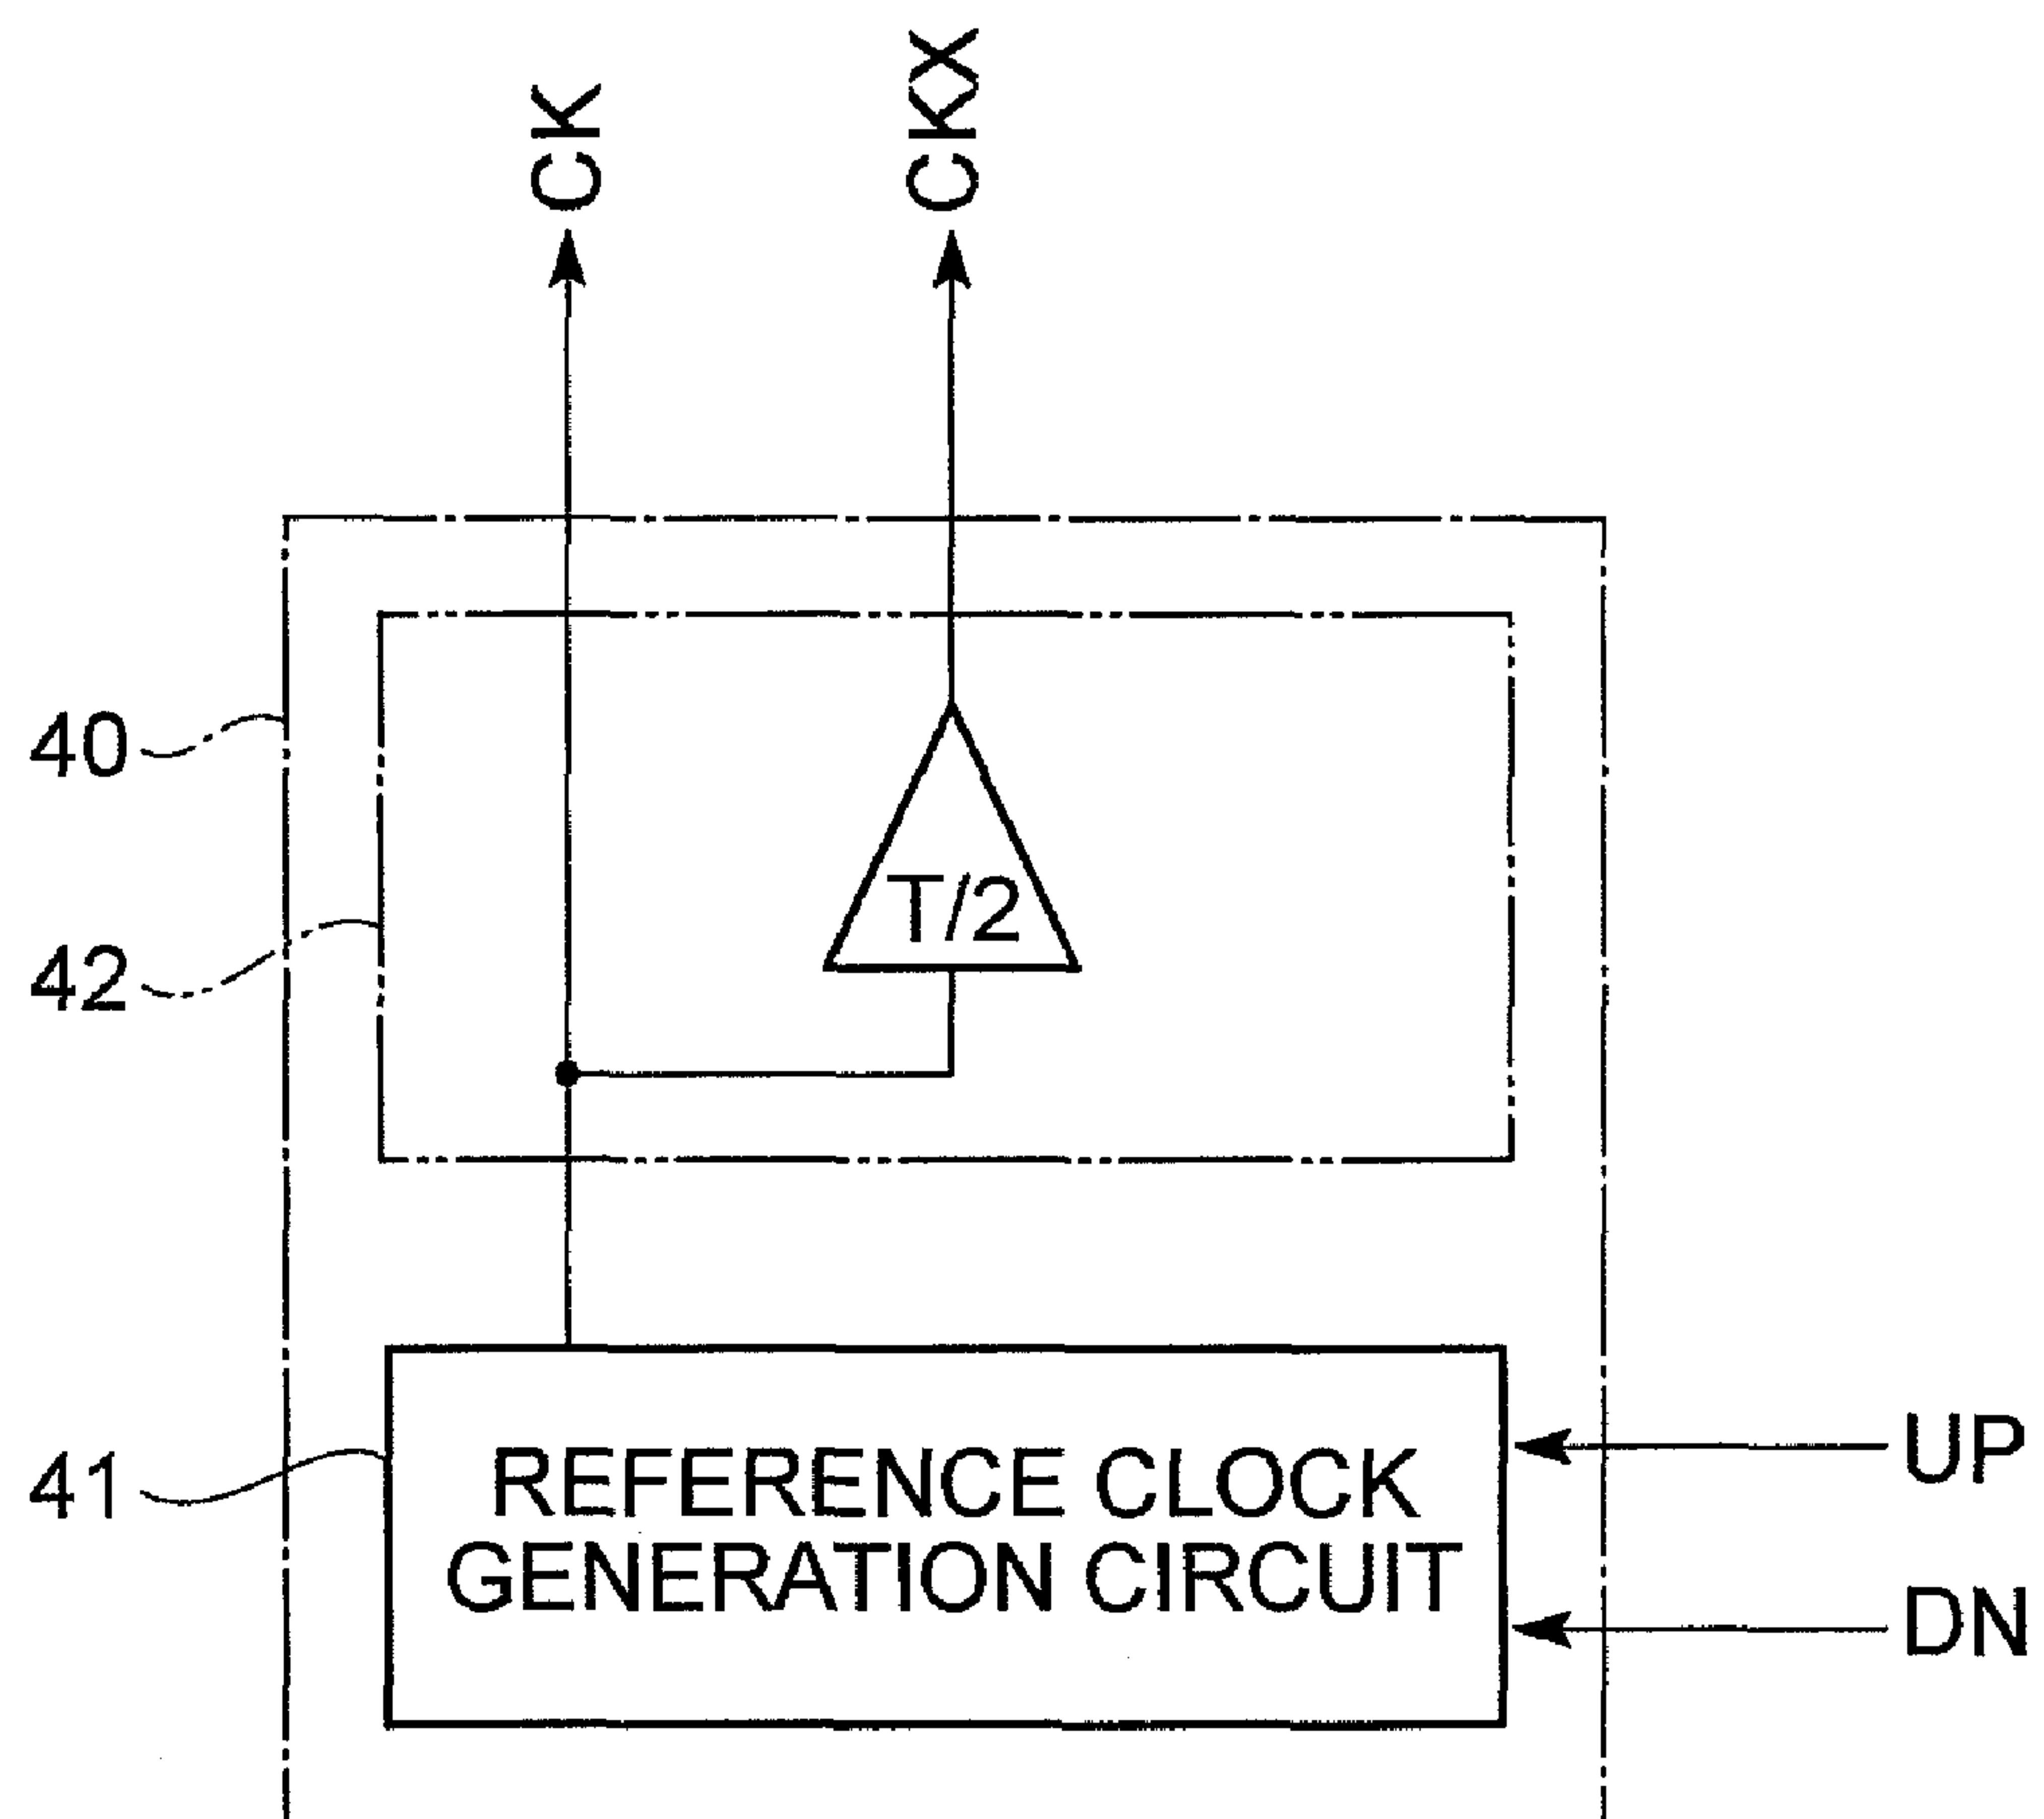 CK
CKX
40
T/2
42
41
REFERENCE CLOCK
GENERATION CIRCUIT
UP
DN